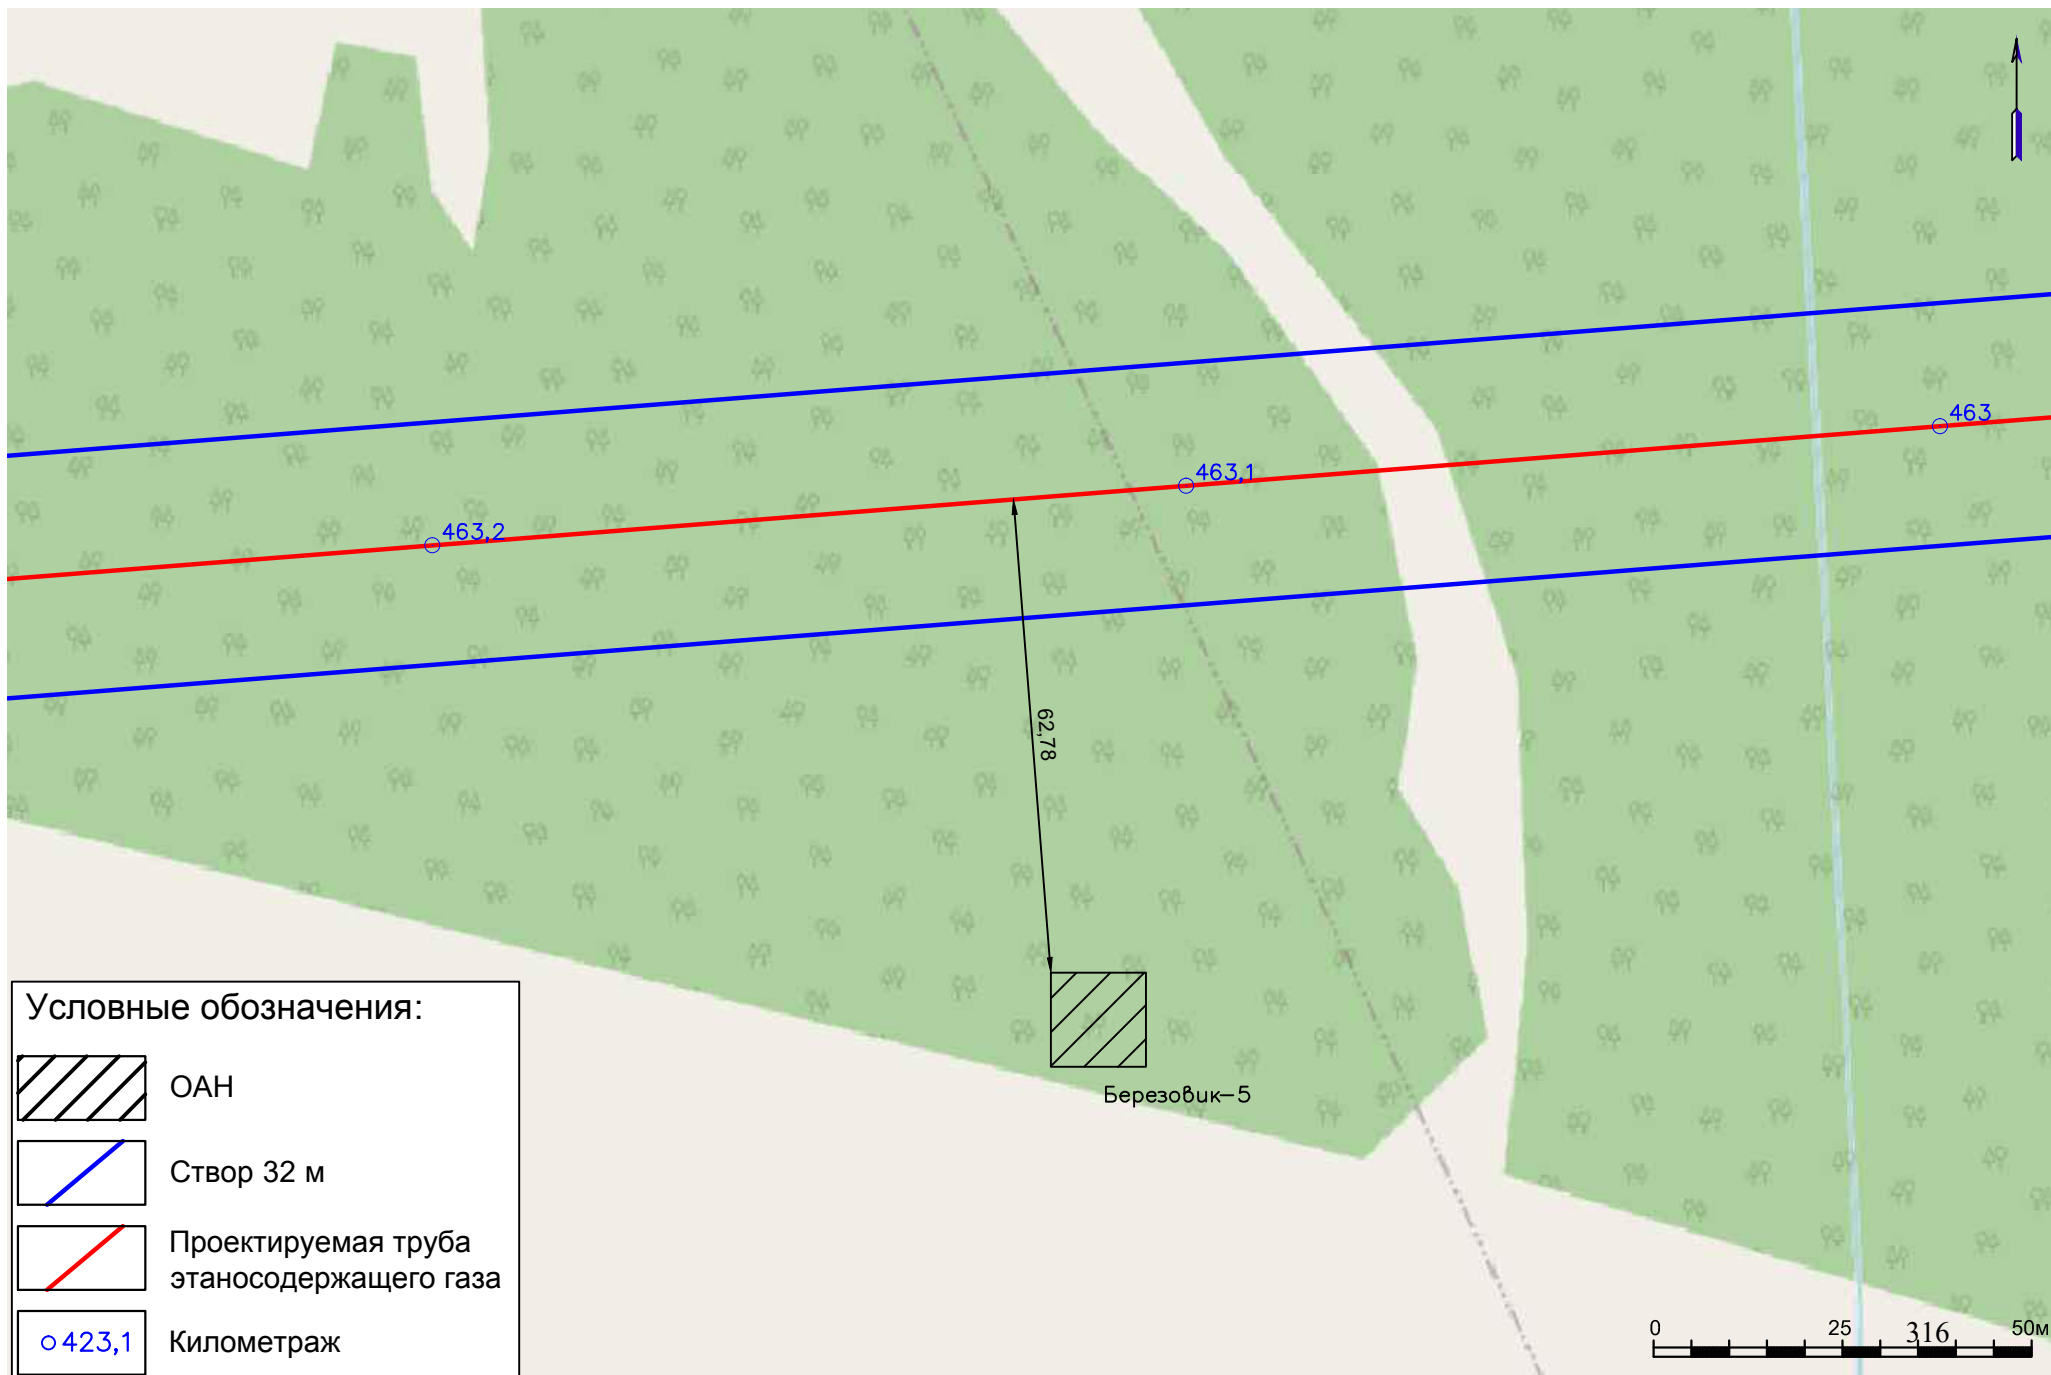 463
463,1
463,2
62,78
Березовик-5
Условные обозначения:
ОАН
Створ 32 м
Проектируемая труба
этаносодержащего газа
423,1 Километраж
0 25 50м
316